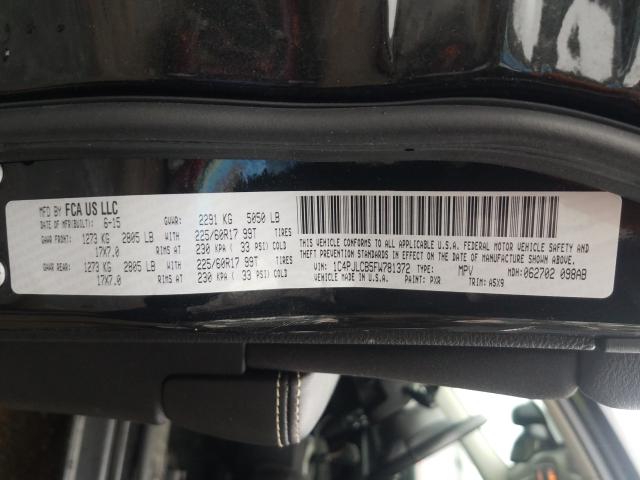 MFD BY FCA US LLC
DATE OF MFR(BUILT): 6-15 GVWR: 2291 KG 5050 LB
GAWR FRONT: 1273 KG 2805 LB WITH 225/60R17 99T TIRES
17X7.0 RIMS AT 230 KPA ( 33 PSI) COLD
GAWR REAR: 1273 KG 2805 LB WITH 225/60R17 99T TIRES
17X7.0 RIMS AT 230 KPA ( 33 PSI) COLD
THIS VEHICLE CONFORMS TO ALL APPLICABLE U.S.A. FEDERAL MOTOR VEHICLE SAFETY,
BUMPER, AND THEFT PREVENTION STANDARDS IN EFFECT ON THE DATE OF
MANUFACTURE SHOWN ABOVE.
VIN: 1C4PJLCB5FW781372 TYPE: MPV MDH: 062702 098AB
VEHICLE MADE IN U.S.A. PAINT: PXR TRIM: A5X9